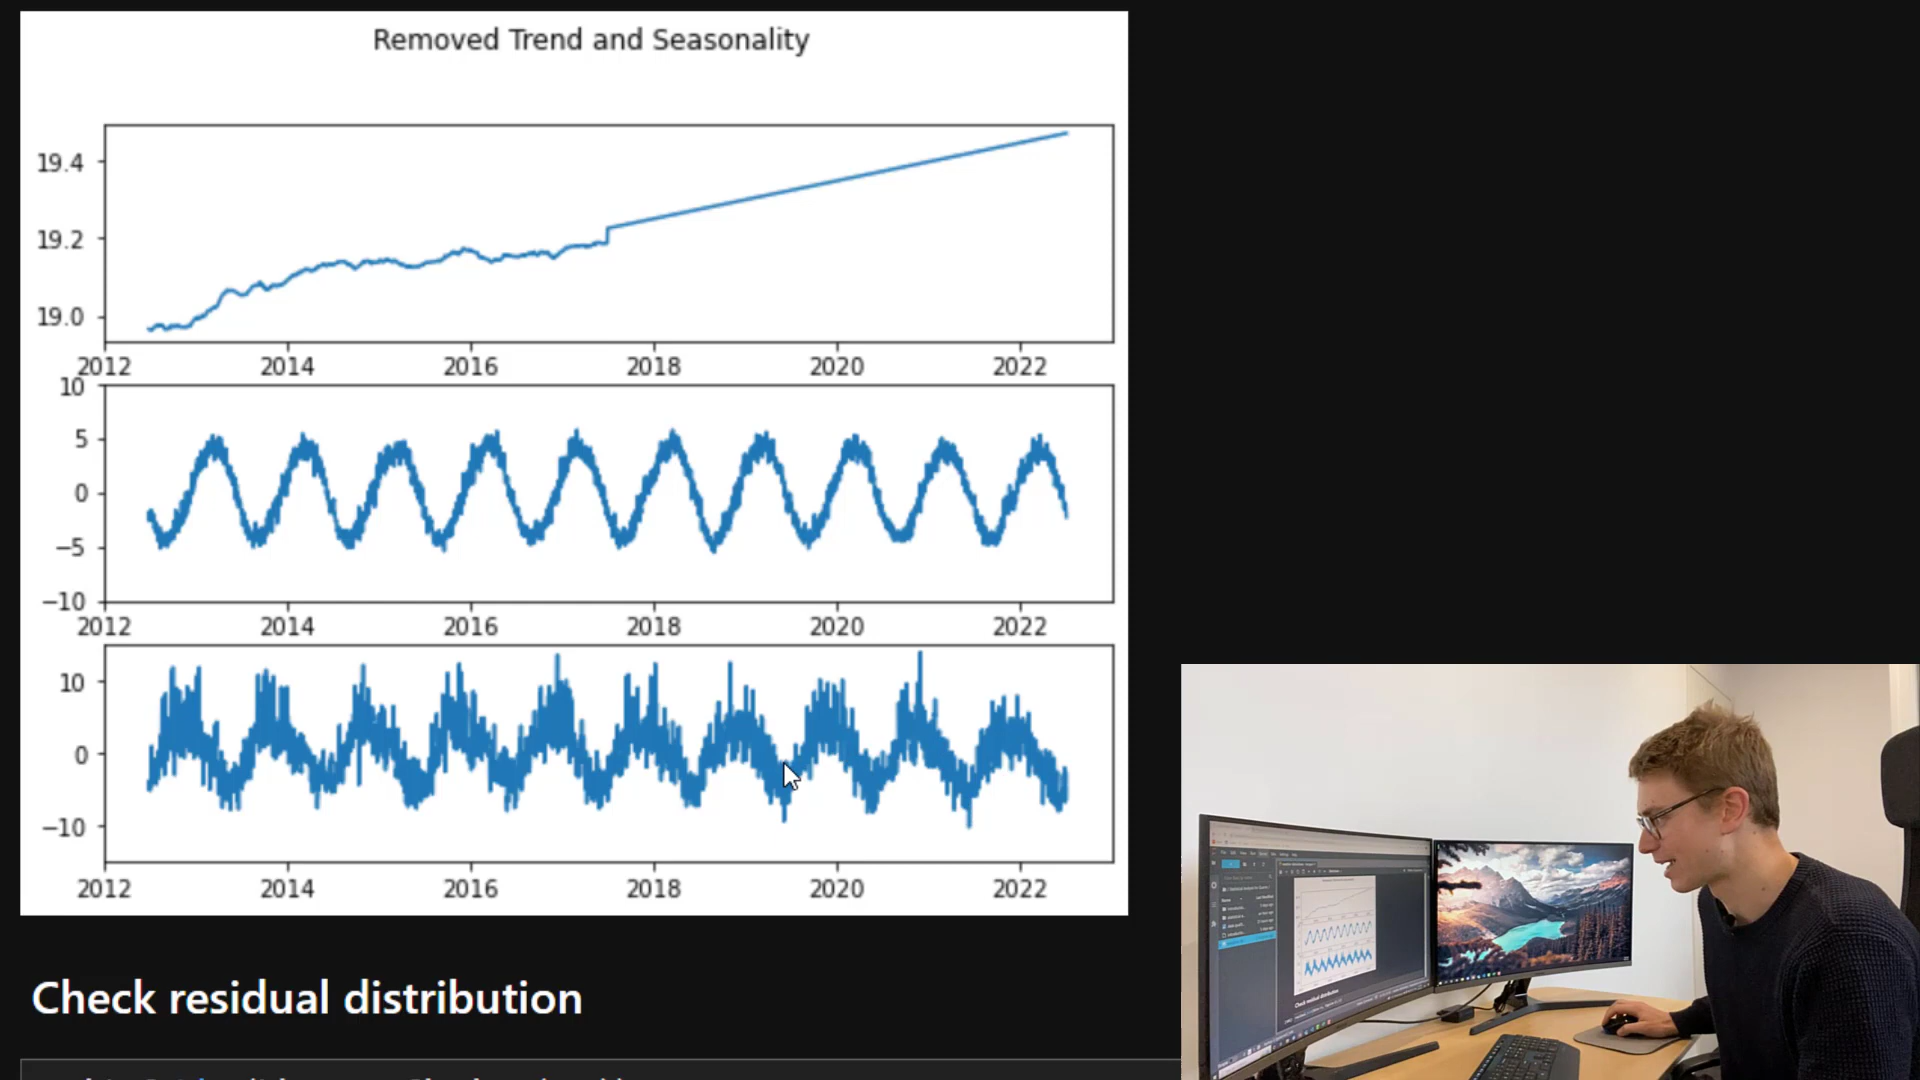 Removed Trend and Seasonality
19.4
19.2
19.0
2012 2014 2016 2018 2020 2022
10
5
0
−5
−10
2012 2014 2016 2018 2020 2022
10
0
−10
2012 2014 2016 2018 2020 2022
Check residual distribution